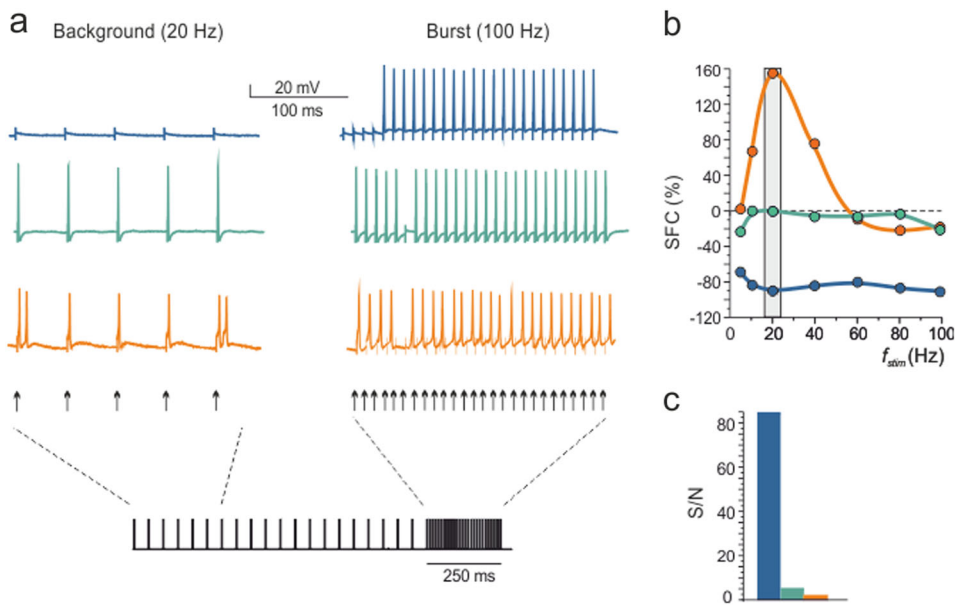 a
Background (20 Hz)
Burst (100 Hz)
20 mV
100 ms
250 ms
b
160
120
80
40
0
-40
-80
-120
SFC (%)
0 20 40 60 80 100
fstim (Hz)
c
80
60
40
20
0
S/N